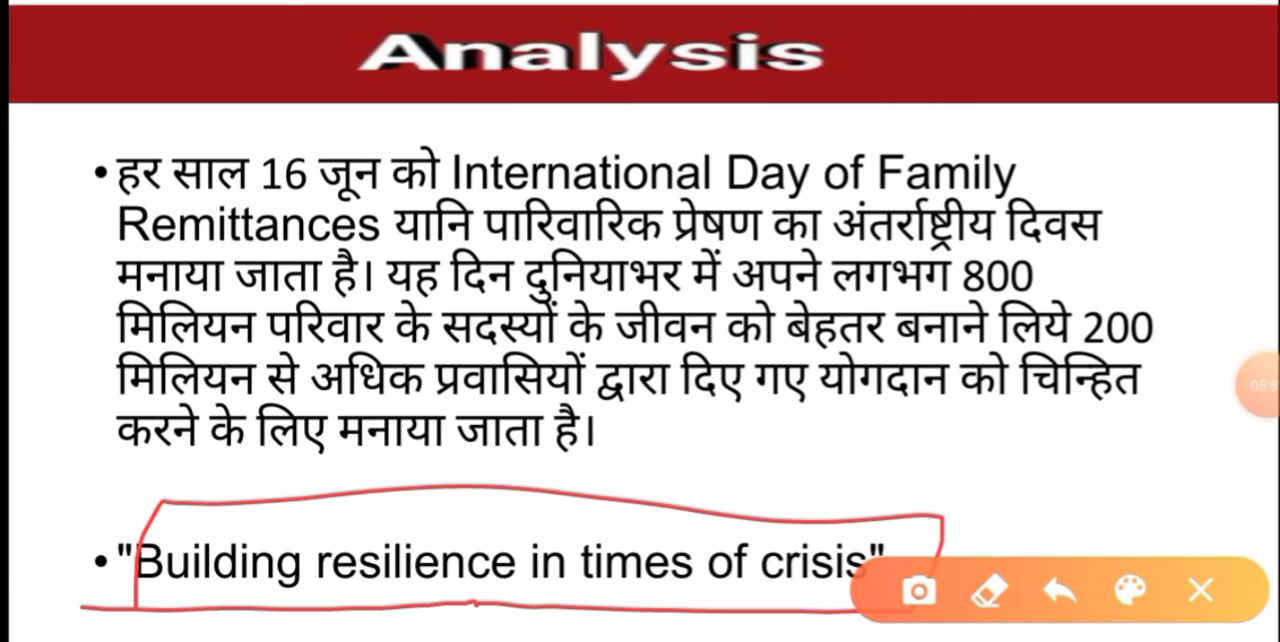 Analysis
• हर साल 16 जून को International Day of Family
Remittances यानि पारिवारिक प्रेषण का अंतर्राष्ट्रीय दिवस
मनाया जाता है। यह दिन दुनियाभर में अपने लगभग 800
मिलियन परिवार के सदस्यों के जीवन को बेहतर बनाने लिये 200
मिलियन से अधिक प्रवासियों द्वारा दिए गए योगदान को चिन्हित
करने के लिए मनाया जाता है।
• "Building resilience in times of crisis"